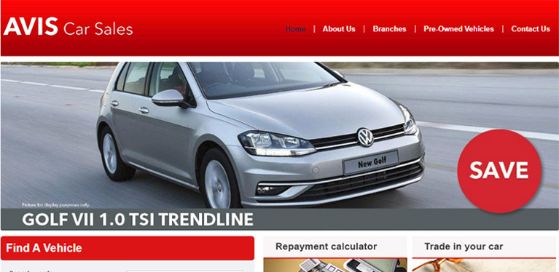 AVIS Car Sales
Home | About Us | Branches | Pre-Owned Vehicles | Contact Us
New Golf
SAVE
Picture for display purposes only.
GOLF VII 1.0 TSI TRENDLINE
Find A Vehicle
Repayment calculator
Trade in your car